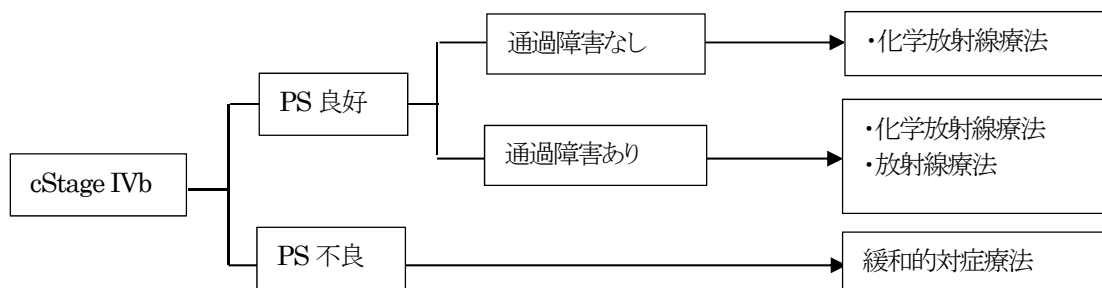 通過障害なし
・化学放射線療法
PS 良好
・化学放射線療法
・放射線療法
通過障害あり
cStage IVb
PS 不良
緩和的対症療法